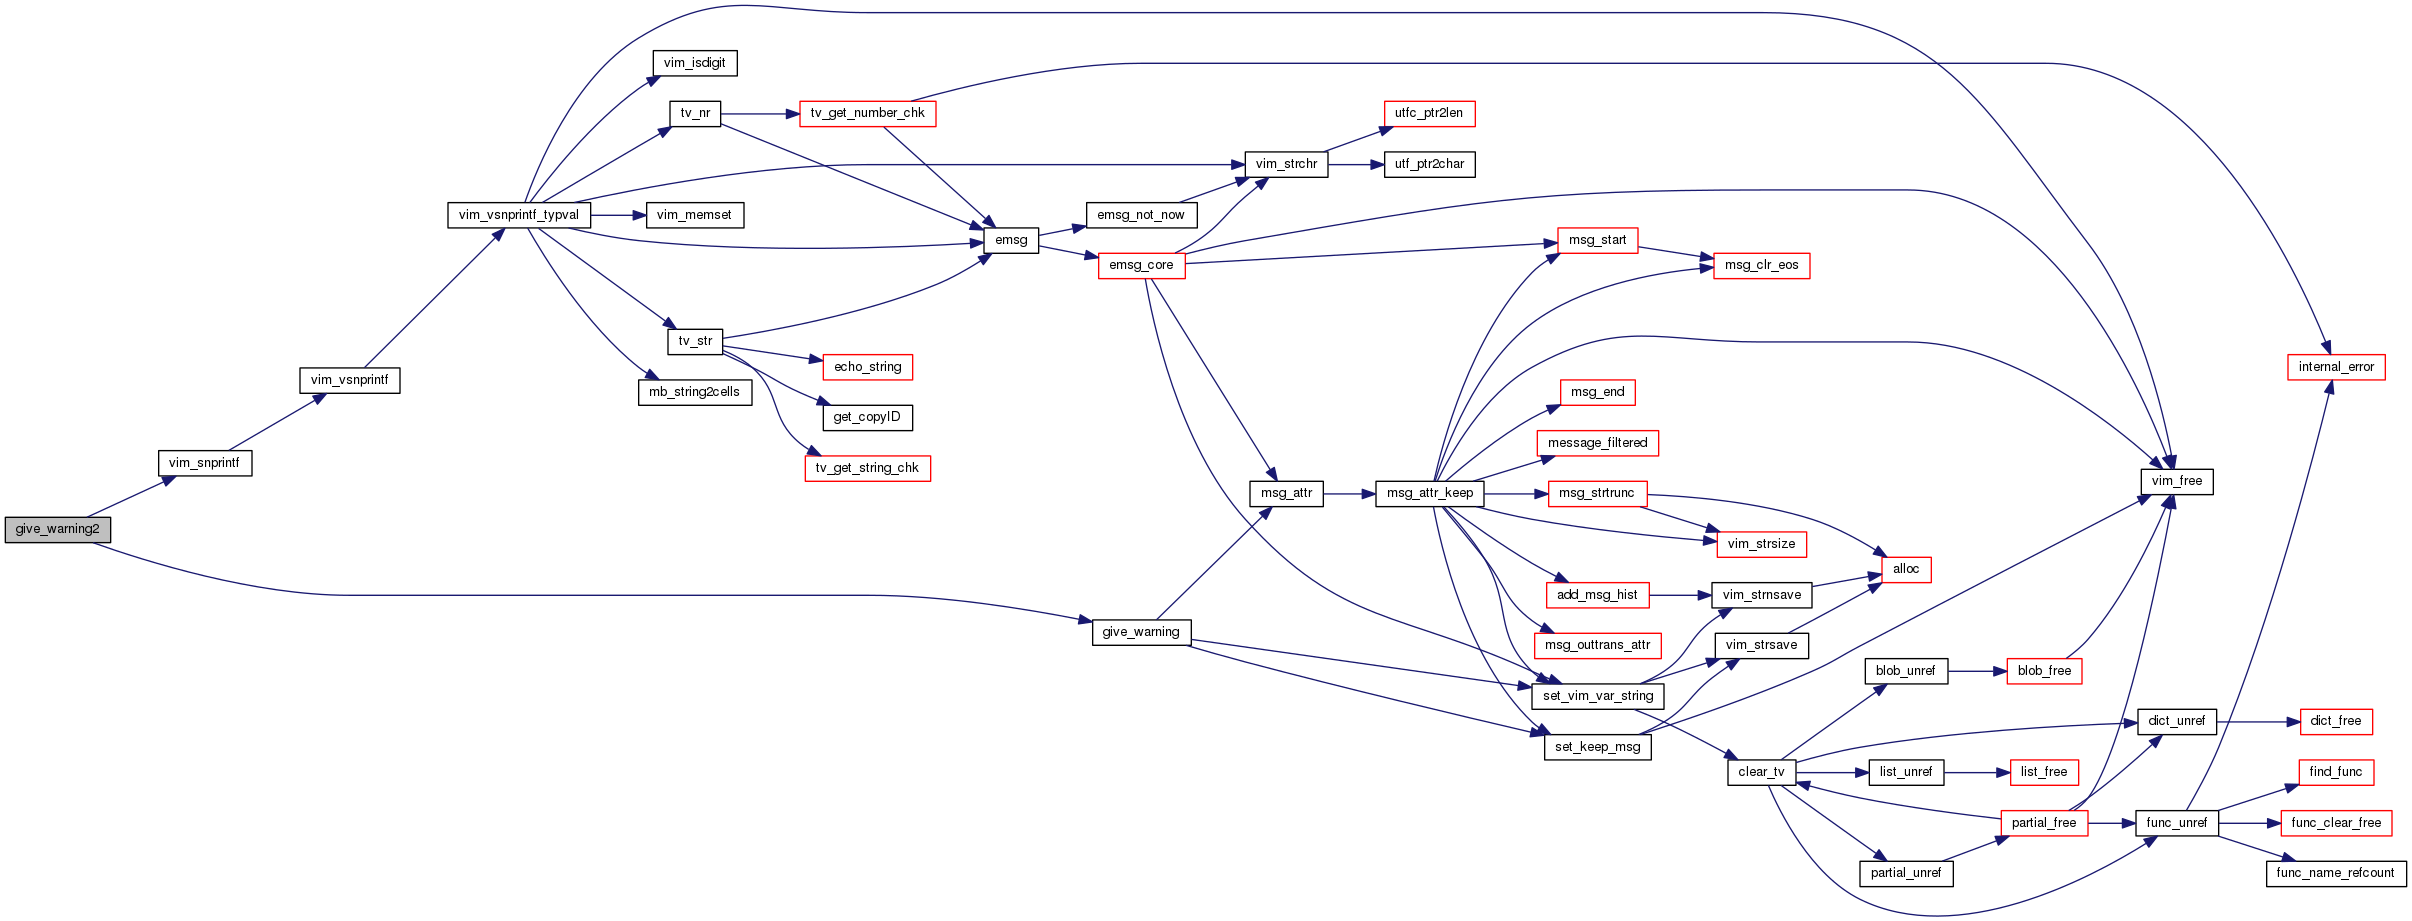 vim_isdigit
tv_nr
tv_get_number_chk
utfc_ptr2len
vim_strchr
utf_ptr2char
vim_vsnprintf_typval
vim_memset
emsg_not_now
emsg
msg_start
emsg_core
msg_clr_eos
tv_str
echo_string
internal_error
vim_vsnprintf
mb_string2cells
msg_end
get_copyID
message_filtered
vim_snprintf
tv_get_string_chk
vim_free
msg_attr
msg_attr_keep
msg_strtrunc
give_warning2
vim_strsize
alloc
add_msg_hist
vim_strnsave
give_warning
msg_outtrans_attr
vim_strsave
blob_unref
blob_free
set_vim_var_string
dict_unref
dict_free
set_keep_msg
clear_tv
list_unref
list_free
find_func
partial_free
func_unref
func_clear_free
partial_unref
func_name_refcount